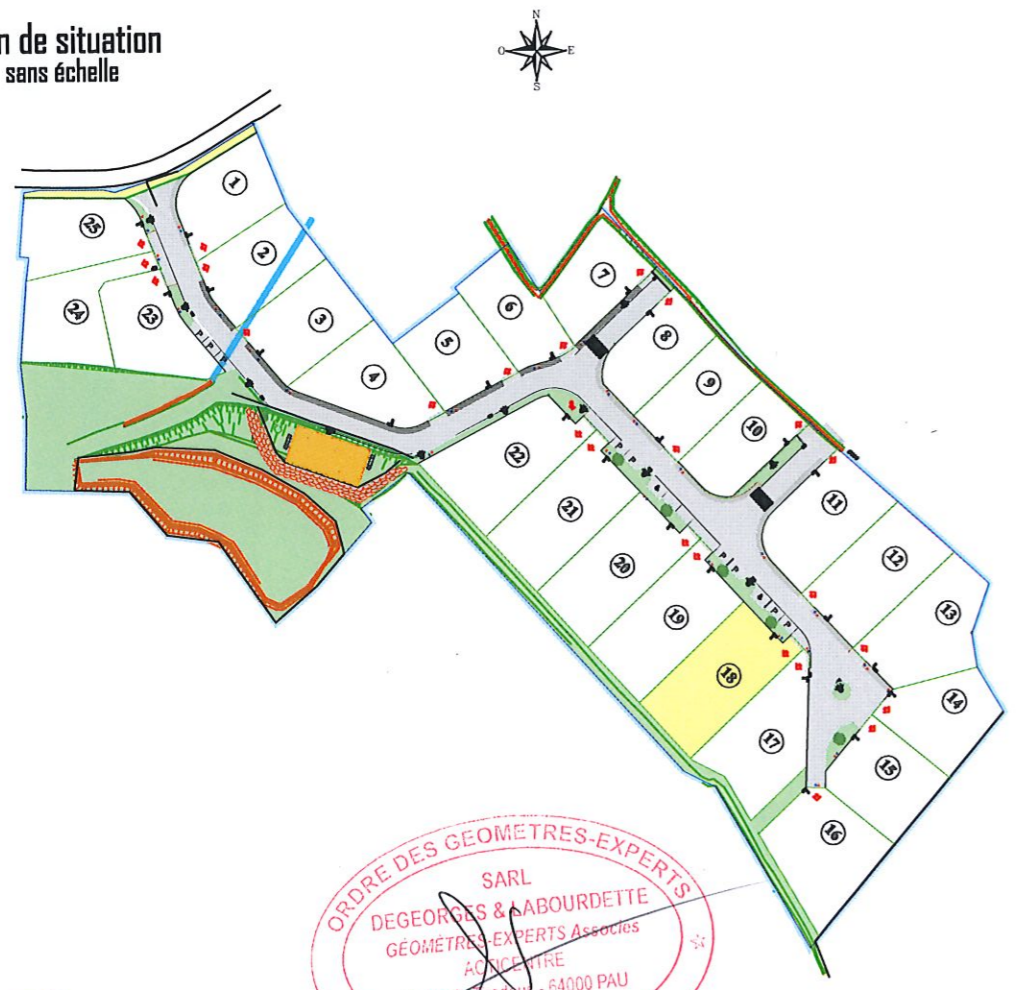 n de situation
sans échelle
N
O
E
S
1
2
3
4
5
6
7
8
9
10
11
12
13
14
15
16
17
18
19
20
21
22
23
24
25
P P
P P
P P
P P
ORDRE DES GEOMETRES-EXPERTS
SARL
DEGEORGES & LABOURDETTE
GÉOMÈTRES-EXPERTS Associés
ACTICENTRE
- 64000 PAU